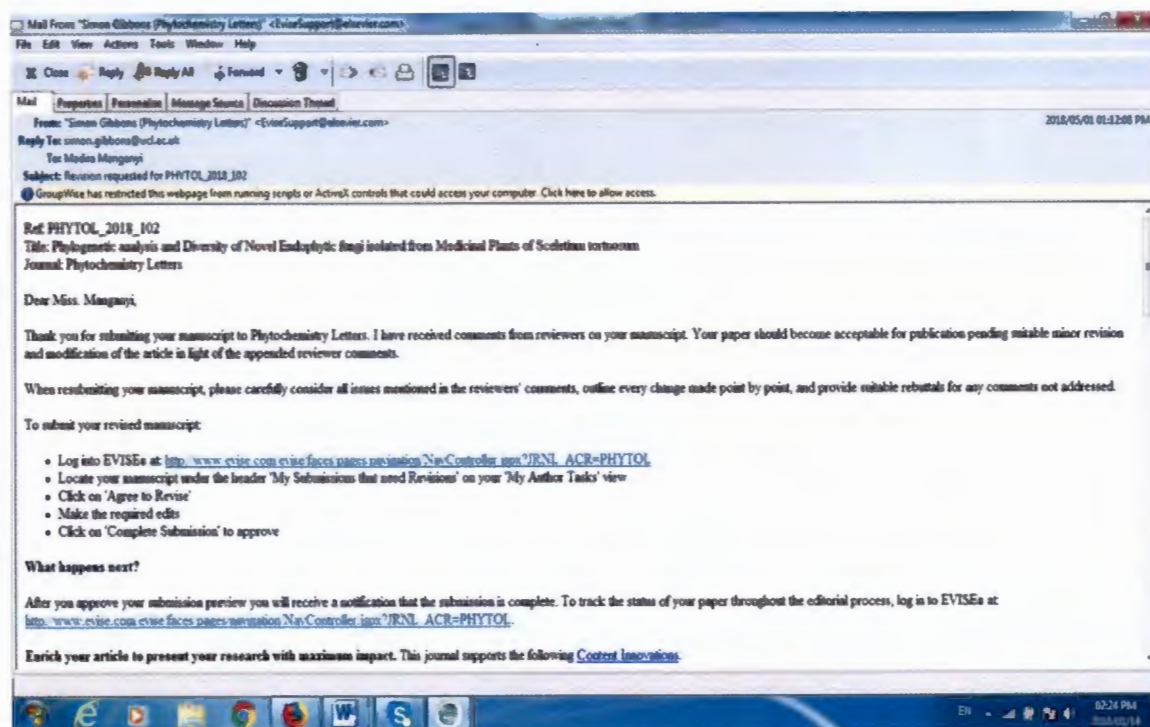 Mail From "Simon Gibbons (Phytochemistry Letters)" <EviseSupport@elsevier.com>
File Edit View Actions Tools Window Help
Close Reply Reply All Forward
Mail Properties Personalize Message Source Discussion Thread
From: "Simon Gibbons (Phytochemistry Letters)" <EviseSupport@elsevier.com> 2018/05/01 01:12:08 PM
Reply To: simon.gibbons@ucl.ac.uk
To: Madira Manganyi
Subject: Revision requested for PHYTOL_2018_102
GroupWise has restricted this webpage from running scripts or ActiveX controls that could access your computer. Click here to allow access.
Ref: PHYTOL_2018_102
Title: Phylogenetic analysis and Diversity of Novel Endophytic fungi isolated from Medicinal Plants of Sceletium tortuosum
Journal: Phytochemistry Letters
Dear Miss. Manganyi,
Thank you for submitting your manuscript to Phytochemistry Letters. I have received comments from reviewers on your manuscript. Your paper should become acceptable for publication pending suitable minor revision
and modification of the article in light of the appended reviewer comments.
When resubmitting your manuscript, please carefully consider all issues mentioned in the reviewers' comments, outline every change made point by point, and provide suitable rebuttals for any comments not addressed.
To submit your revised manuscript:
• Log into EVISE® at: http://www.evise.com/evise/faces/pages/navigation/NavController.jspx?JRNL_ACR=PHYTOL
• Locate your manuscript under the header 'My Submissions that need Revisions' on your 'My Author Tasks' view
• Click on 'Agree to Revise'
• Make the required edits
• Click on 'Complete Submission' to approve
What happens next?
After you approve your submission preview you will receive a notification that the submission is complete. To track the status of your paper throughout the editorial process, log in to EVISE® at:
http://www.evise.com/evise/faces/pages/navigation/NavController.jspx?JRNL_ACR=PHYTOL.
Enrich your article to present your research with maximum impact. This journal supports the following Content Innovations.
EN 02:24 PM